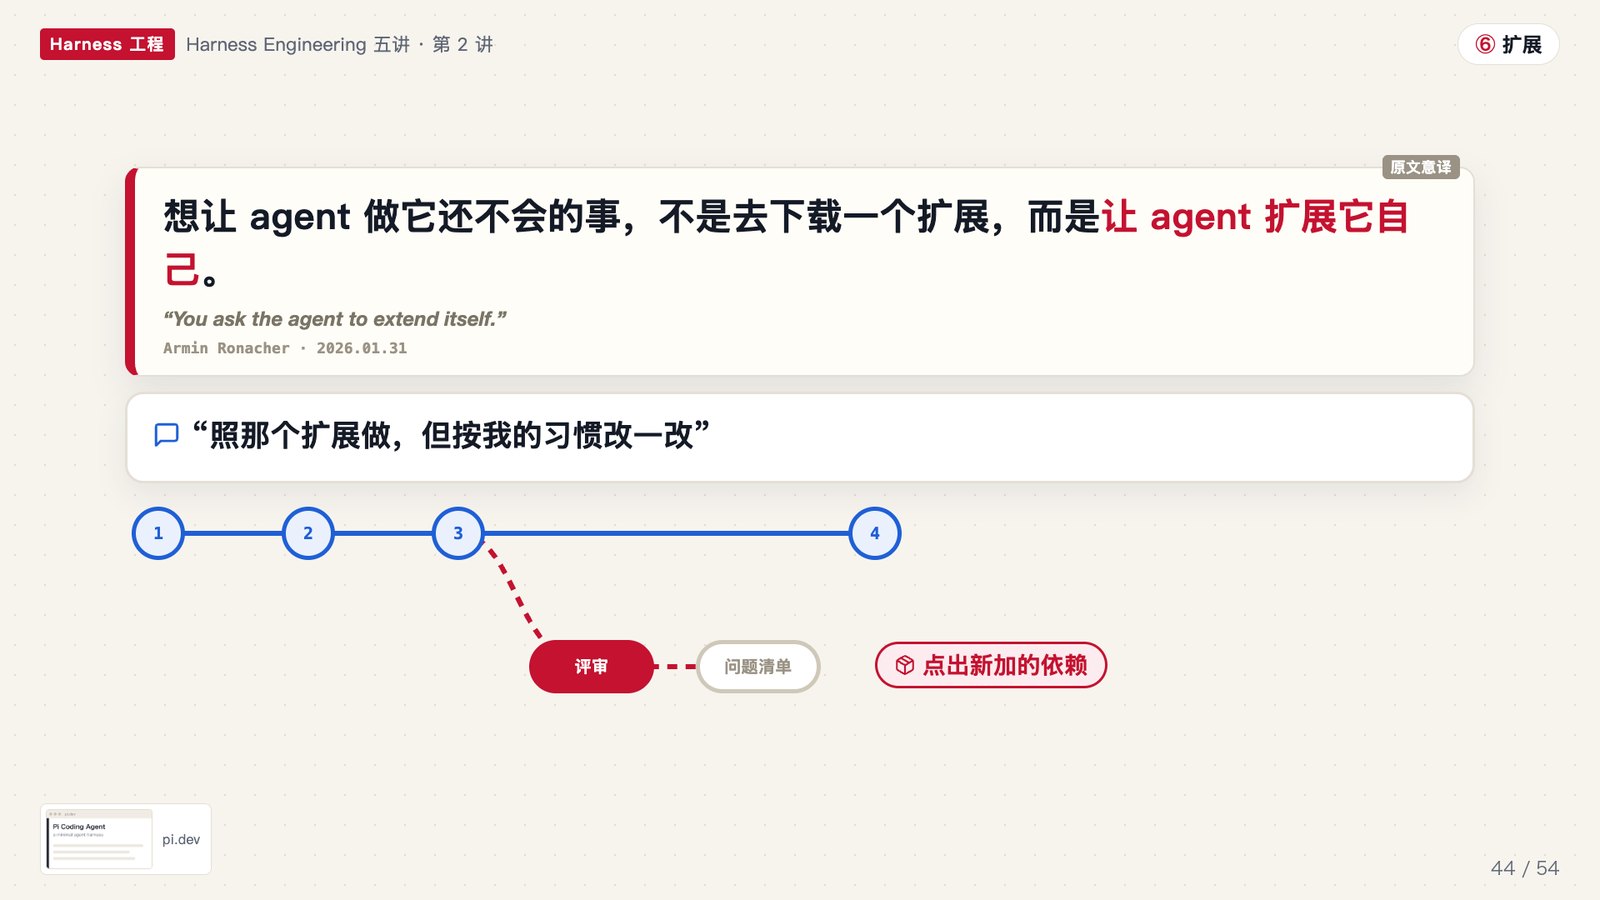 Harness 工程 Harness Engineering 五讲 · 第 2 讲
⑥ 扩展
原文意译
想让 agent 做它还不会的事，不是去下载一个扩展，而是让 agent 扩展它自
己。
“You ask the agent to extend itself.”
Armin Ronacher · 2026.01.31
“照那个扩展做，但按我的习惯改一改”
1 2 3 4
评审 问题清单 点出新加的依赖
Pi Coding Agent
pi.dev
44 / 54